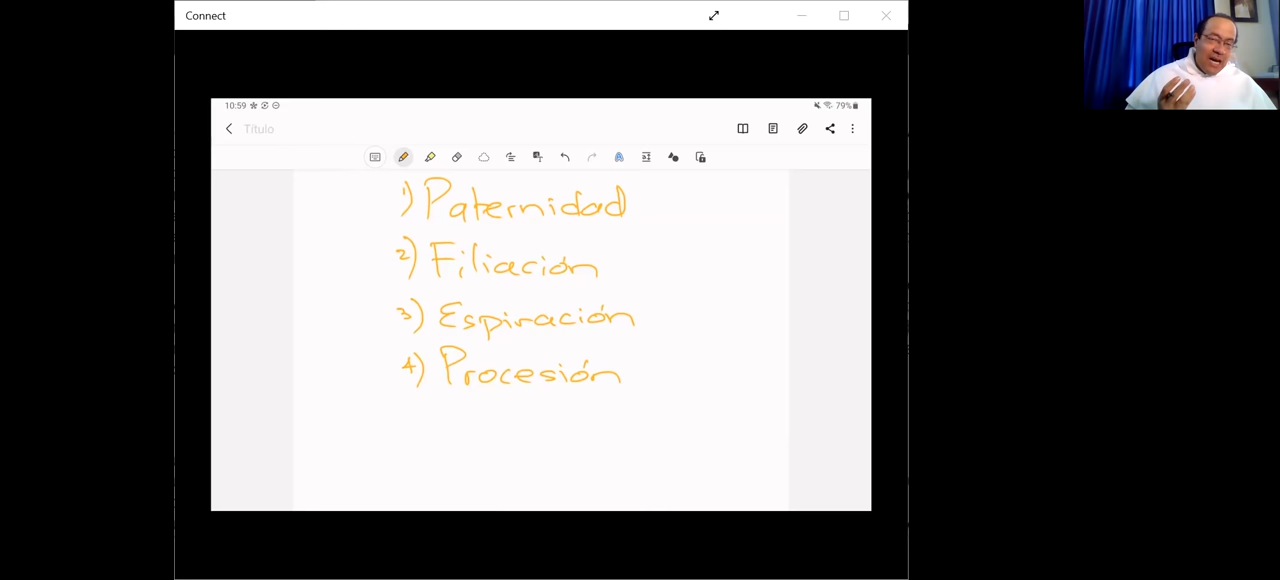 Connect
10:59
79%
Título
1) Paternidad
2) Filiación
3) Espiración
4) Procesión